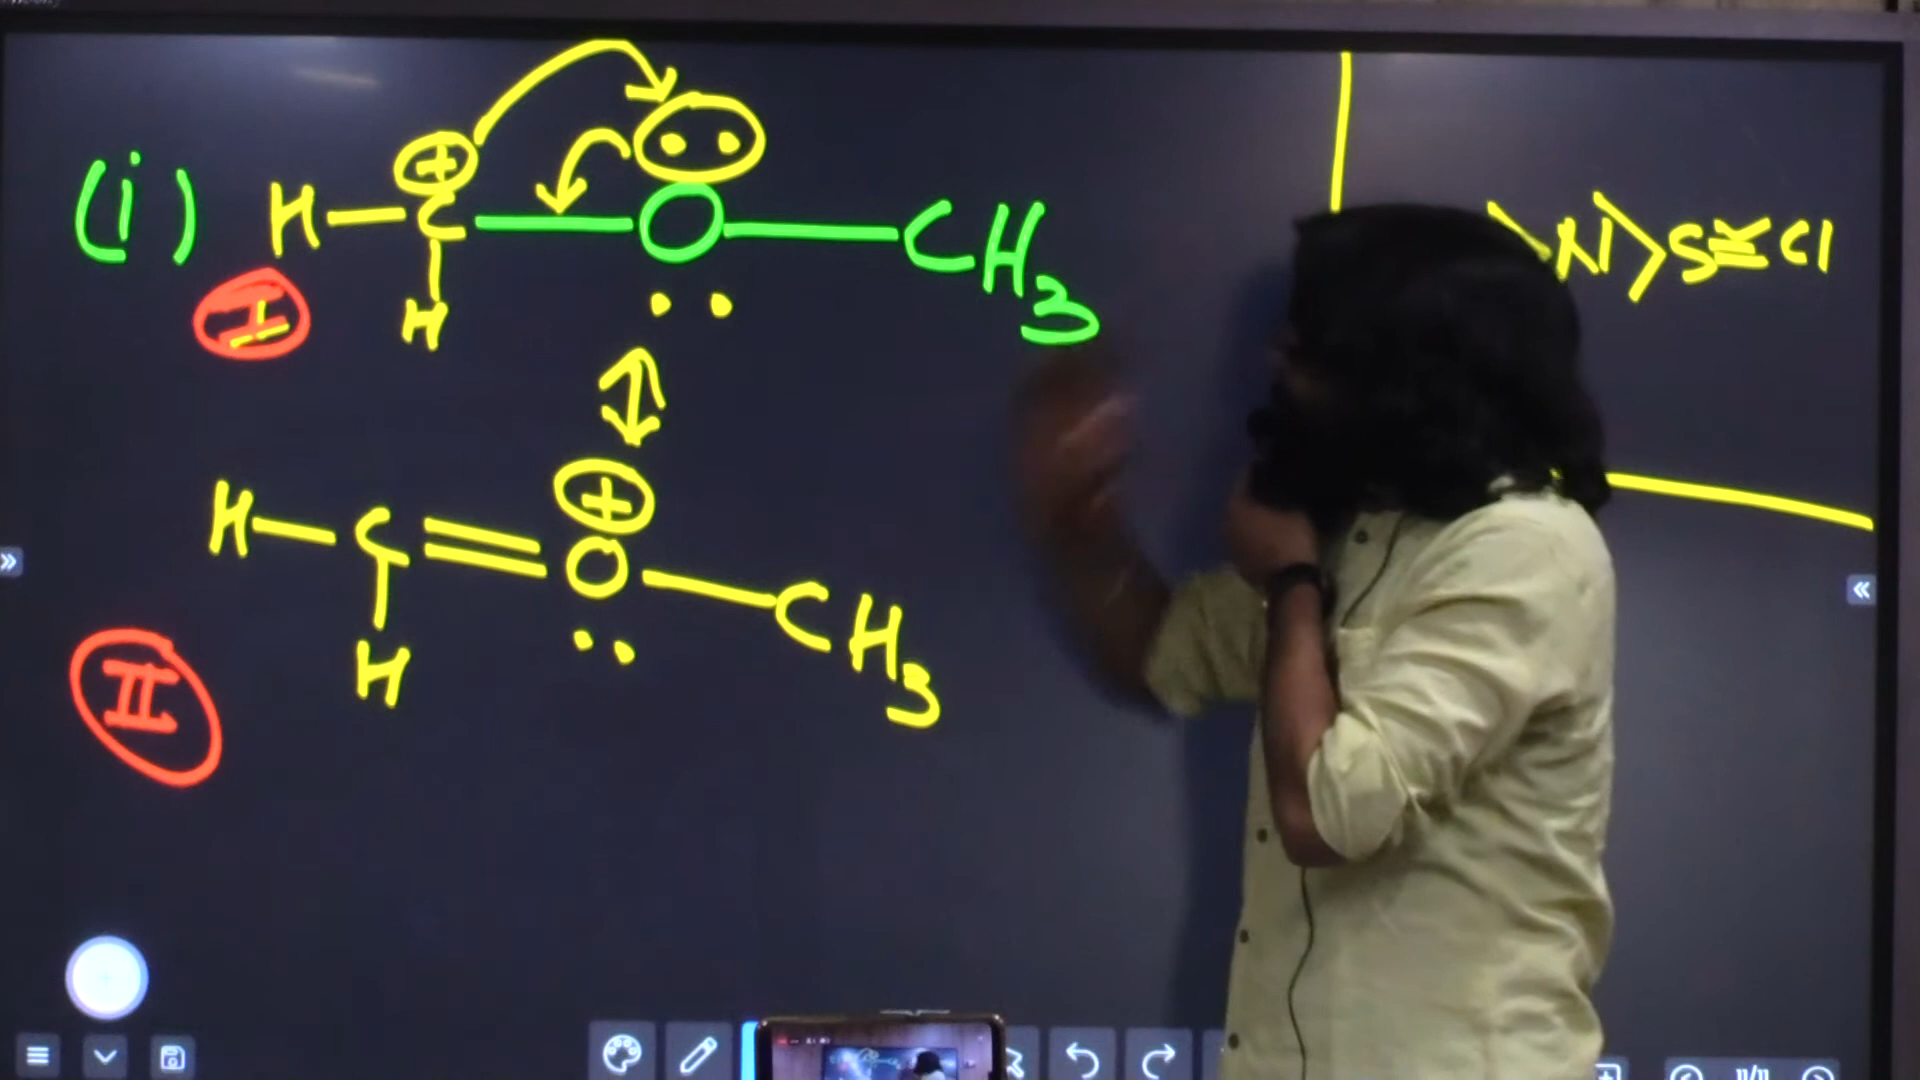 (i) H–C–O–CH3
⊕ ··
H
··
I
>N>S≚Cl
H–C=O–CH3
⊕
H
··
II